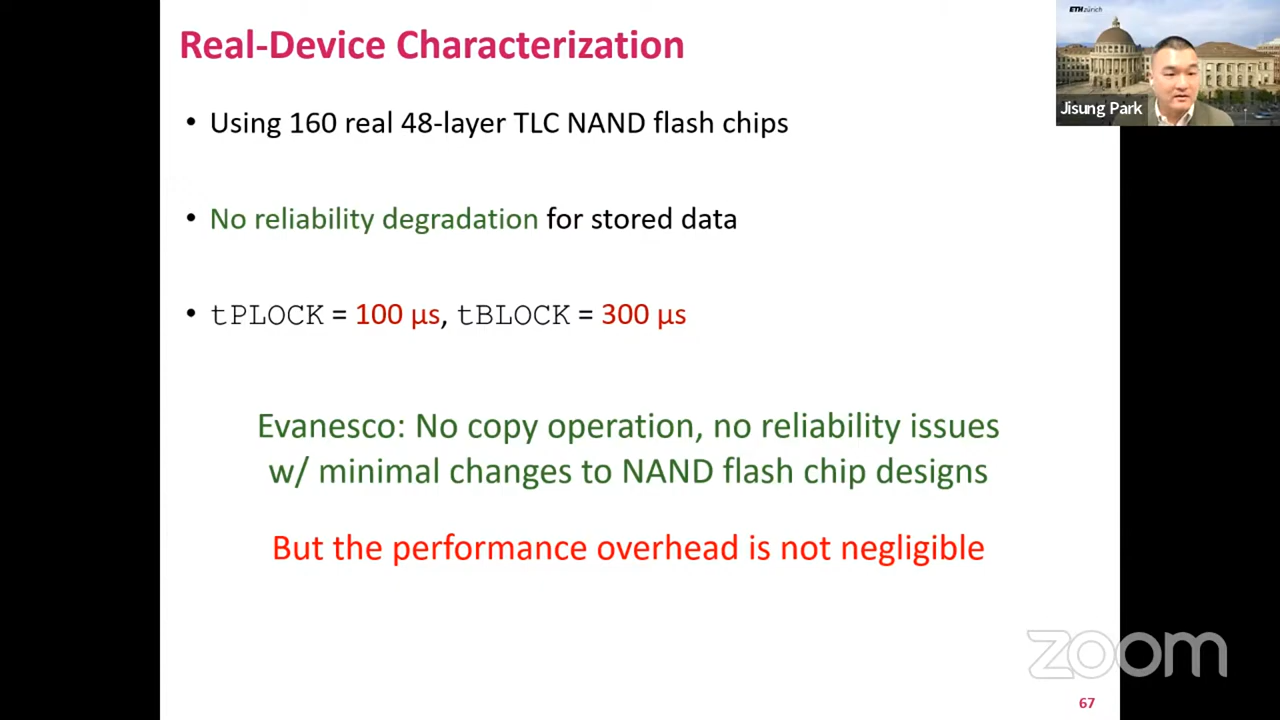 Real-Device Characterization
ETH zürich
Jisung Park
• Using 160 real 48-layer TLC NAND flash chips
• No reliability degradation for stored data
• tPLOCK = 100 µs, tBLOCK = 300 µs
Evanesco: No copy operation, no reliability issues
w/ minimal changes to NAND flash chip designs
But the performance overhead is not negligible
zoom
67